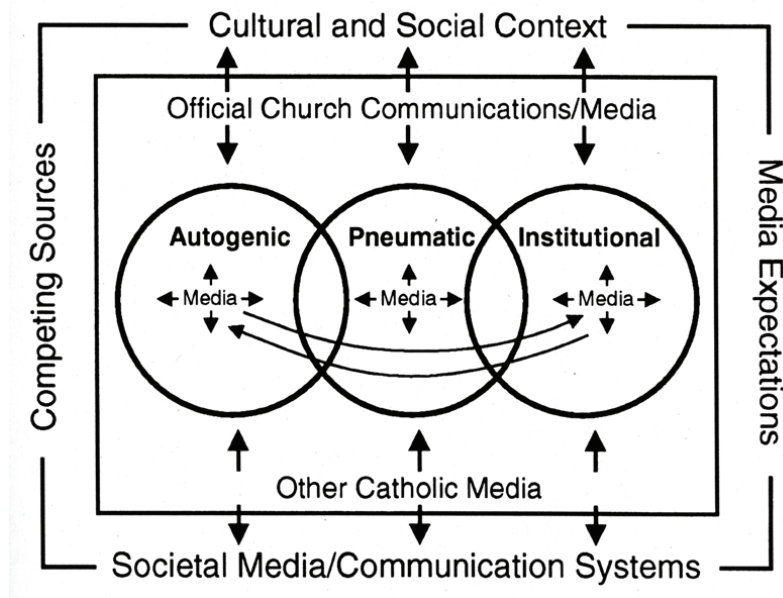 Cultural and Social Context
Official Church Communications/Media
Competing Sources
Media Expectations
Autogenic
Pneumatic
Institutional
Media
Media
Media
Other Catholic Media
Societal Media/Communication Systems